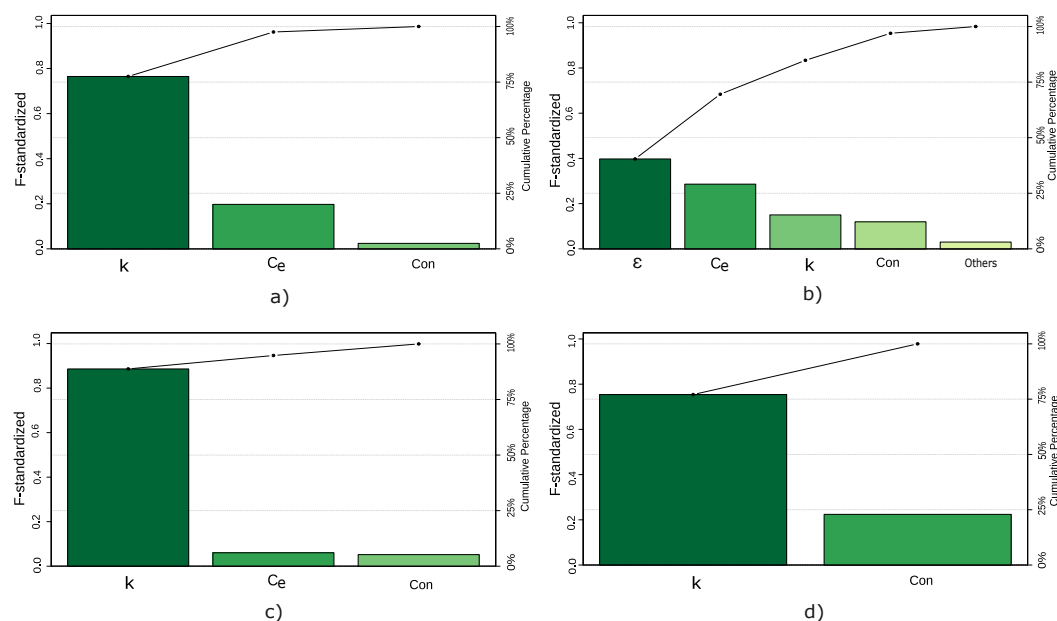 F-standardized
0.0
0.2
0.4
0.6
0.8
1.0
0%
25%
50%
75%
100%
Cumulative Percentage
k
Ce
Con
a)
F-standardized
0.0
0.2
0.4
0.6
0.8
1.0
0%
25%
50%
75%
100%
Cumulative Percentage
ε
Ce
k
Con
Others
b)
F-standardized
0.0
0.2
0.4
0.6
0.8
1.0
0%
25%
50%
75%
100%
Cumulative Percentage
k
Ce
Con
c)
F-standardized
0.0
0.2
0.4
0.6
0.8
1.0
0%
25%
50%
75%
100%
Cumulative Percentage
k
Con
d)